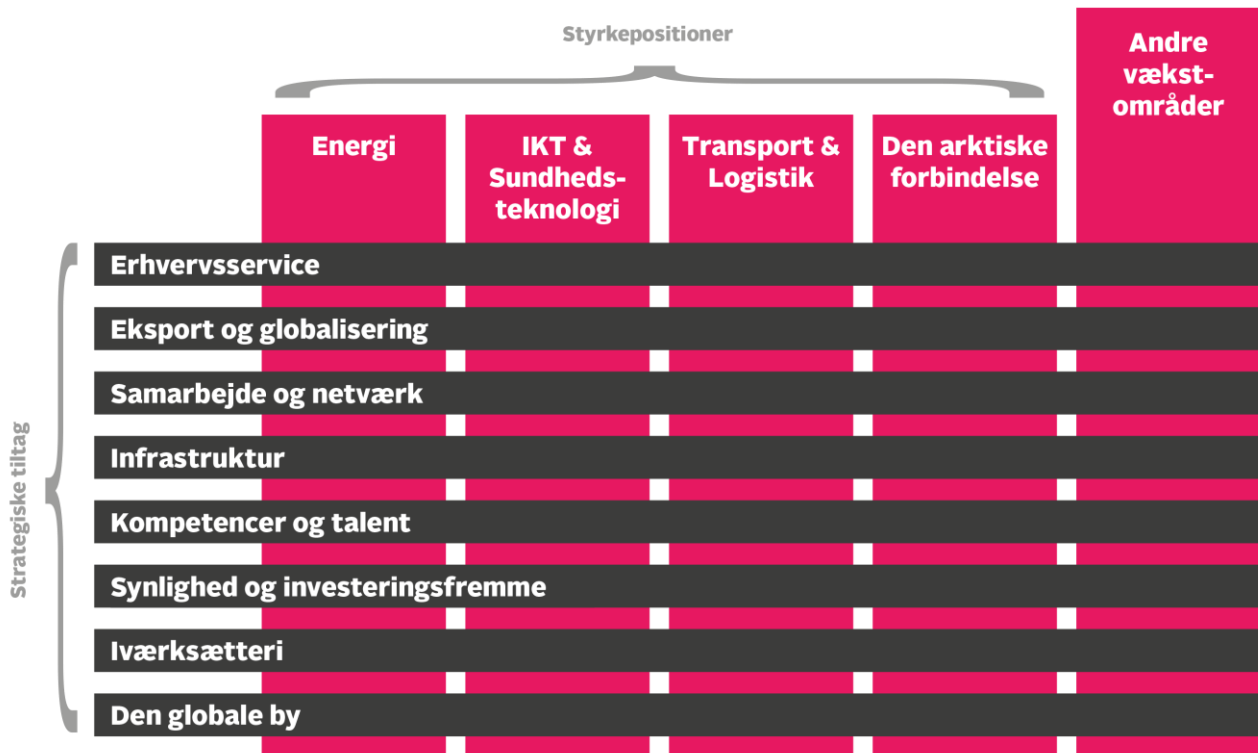 Styrkepositioner
Andre
vækst-
områder
Energi
IKT &
Sundheds-
teknologi
Transport &
Logistik
Den arktiske
forbindelse
Strategiske tiltag
Erhvervsservice
Eksport og globalisering
Samarbejde og netværk
Infrastruktur
Kompetencer og talent
Synlighed og investeringsfremme
Iværksætteri
Den globale by